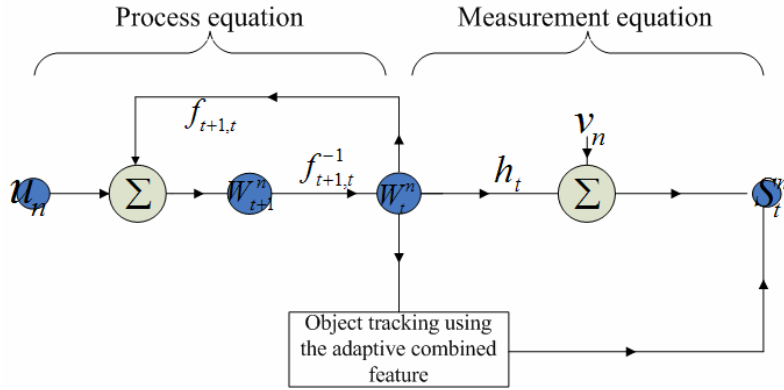 Process equation
Measurement equation
f_{t+1,t}
v_n
u_n
Σ
W^n_{t+1}
f^{-1}_{t+1,t}
W^n_t
h_t
Σ
S^n_t
Object tracking using
the adaptive combined
feature